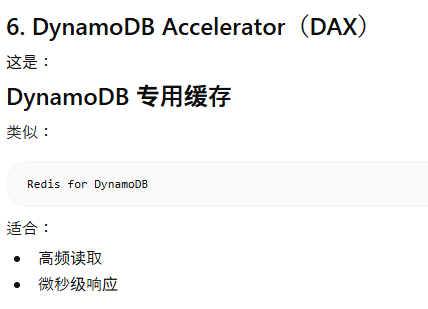 6. DynamoDB Accelerator（DAX）
这是：
DynamoDB 专用缓存
类似：
Redis for DynamoDB
适合：
• 高频读取
• 微秒级响应